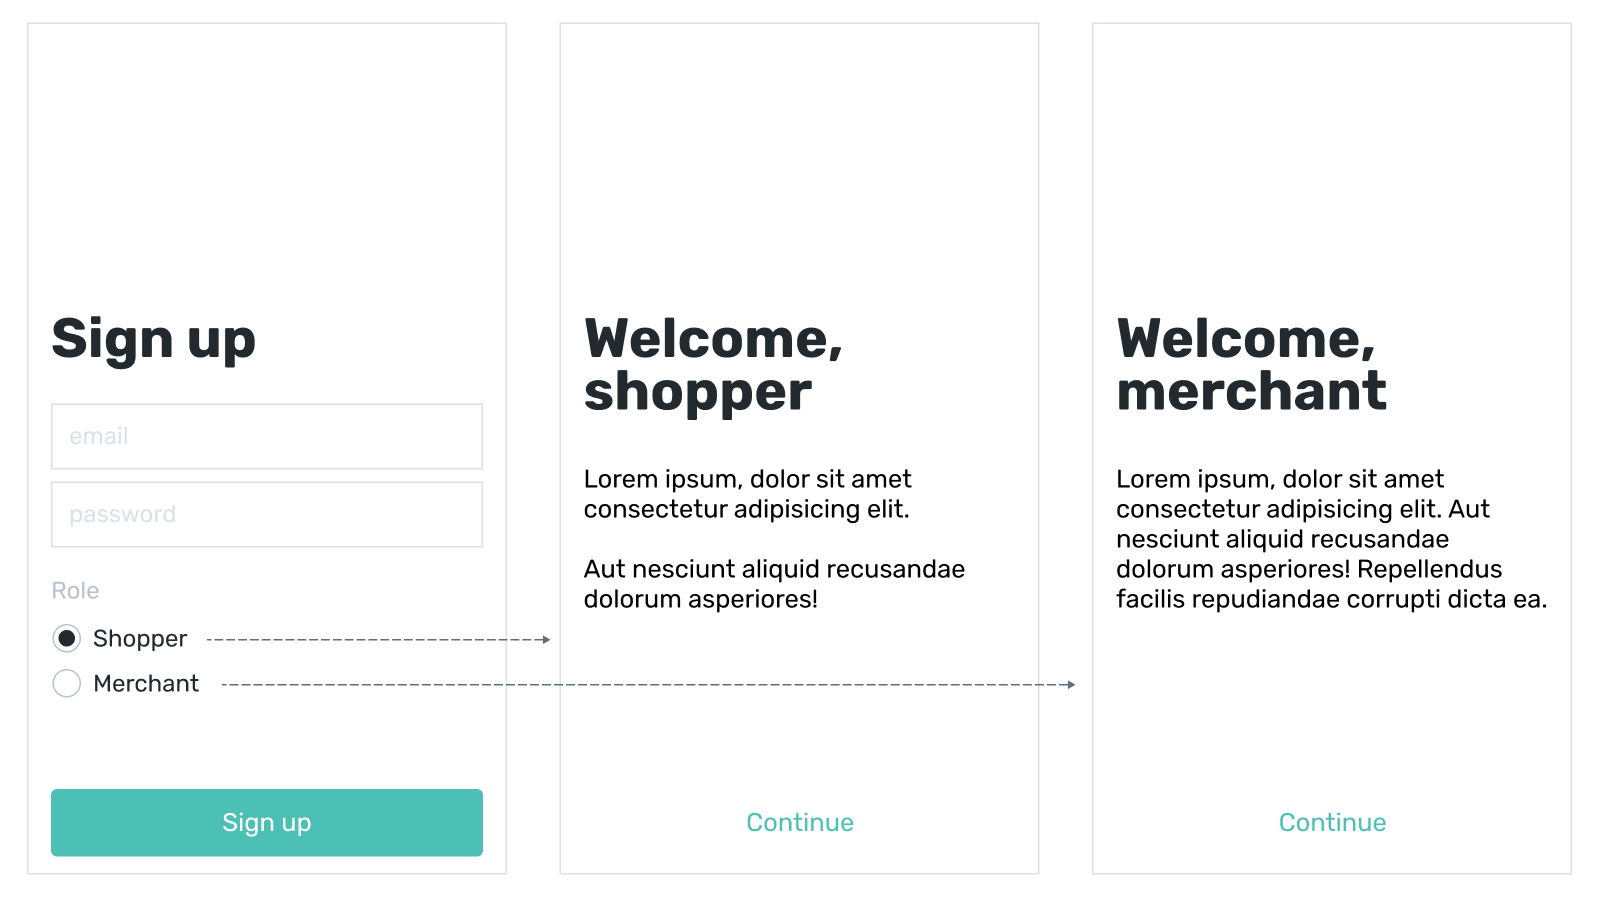 Sign up
email
password
Role
Shopper
Merchant
Sign up
Welcome,
shopper
Lorem ipsum, dolor sit amet
consectetur adipisicing elit.
Aut nesciunt aliquid recusandae
dolorum asperiores!
Continue
Welcome,
merchant
Lorem ipsum, dolor sit amet
consectetur adipisicing elit. Aut
nesciunt aliquid recusandae
dolorum asperiores! Repellendus
facilis repudiandae corrupti dicta ea.
Continue